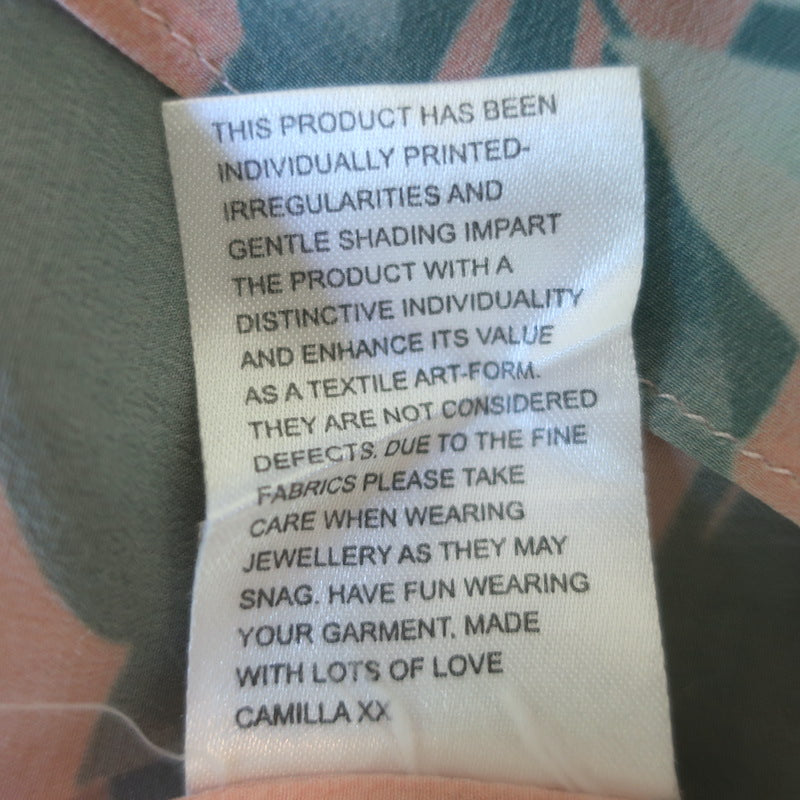 THIS PRODUCT HAS BEEN
INDIVIDUALLY PRINTED-
IRREGULARITIES AND
GENTLE SHADING IMPART
THE PRODUCT WITH A
DISTINCTIVE INDIVIDUALITY
AND ENHANCE ITS VALUE
AS A TEXTILE ART-FORM.
THEY ARE NOT CONSIDERED
DEFECTS. DUE TO THE FINE
FABRICS PLEASE TAKE
CARE WHEN WEARING
JEWELLERY AS THEY MAY
SNAG. HAVE FUN WEARING
YOUR GARMENT. MADE
WITH LOTS OF LOVE
CAMILLA XX